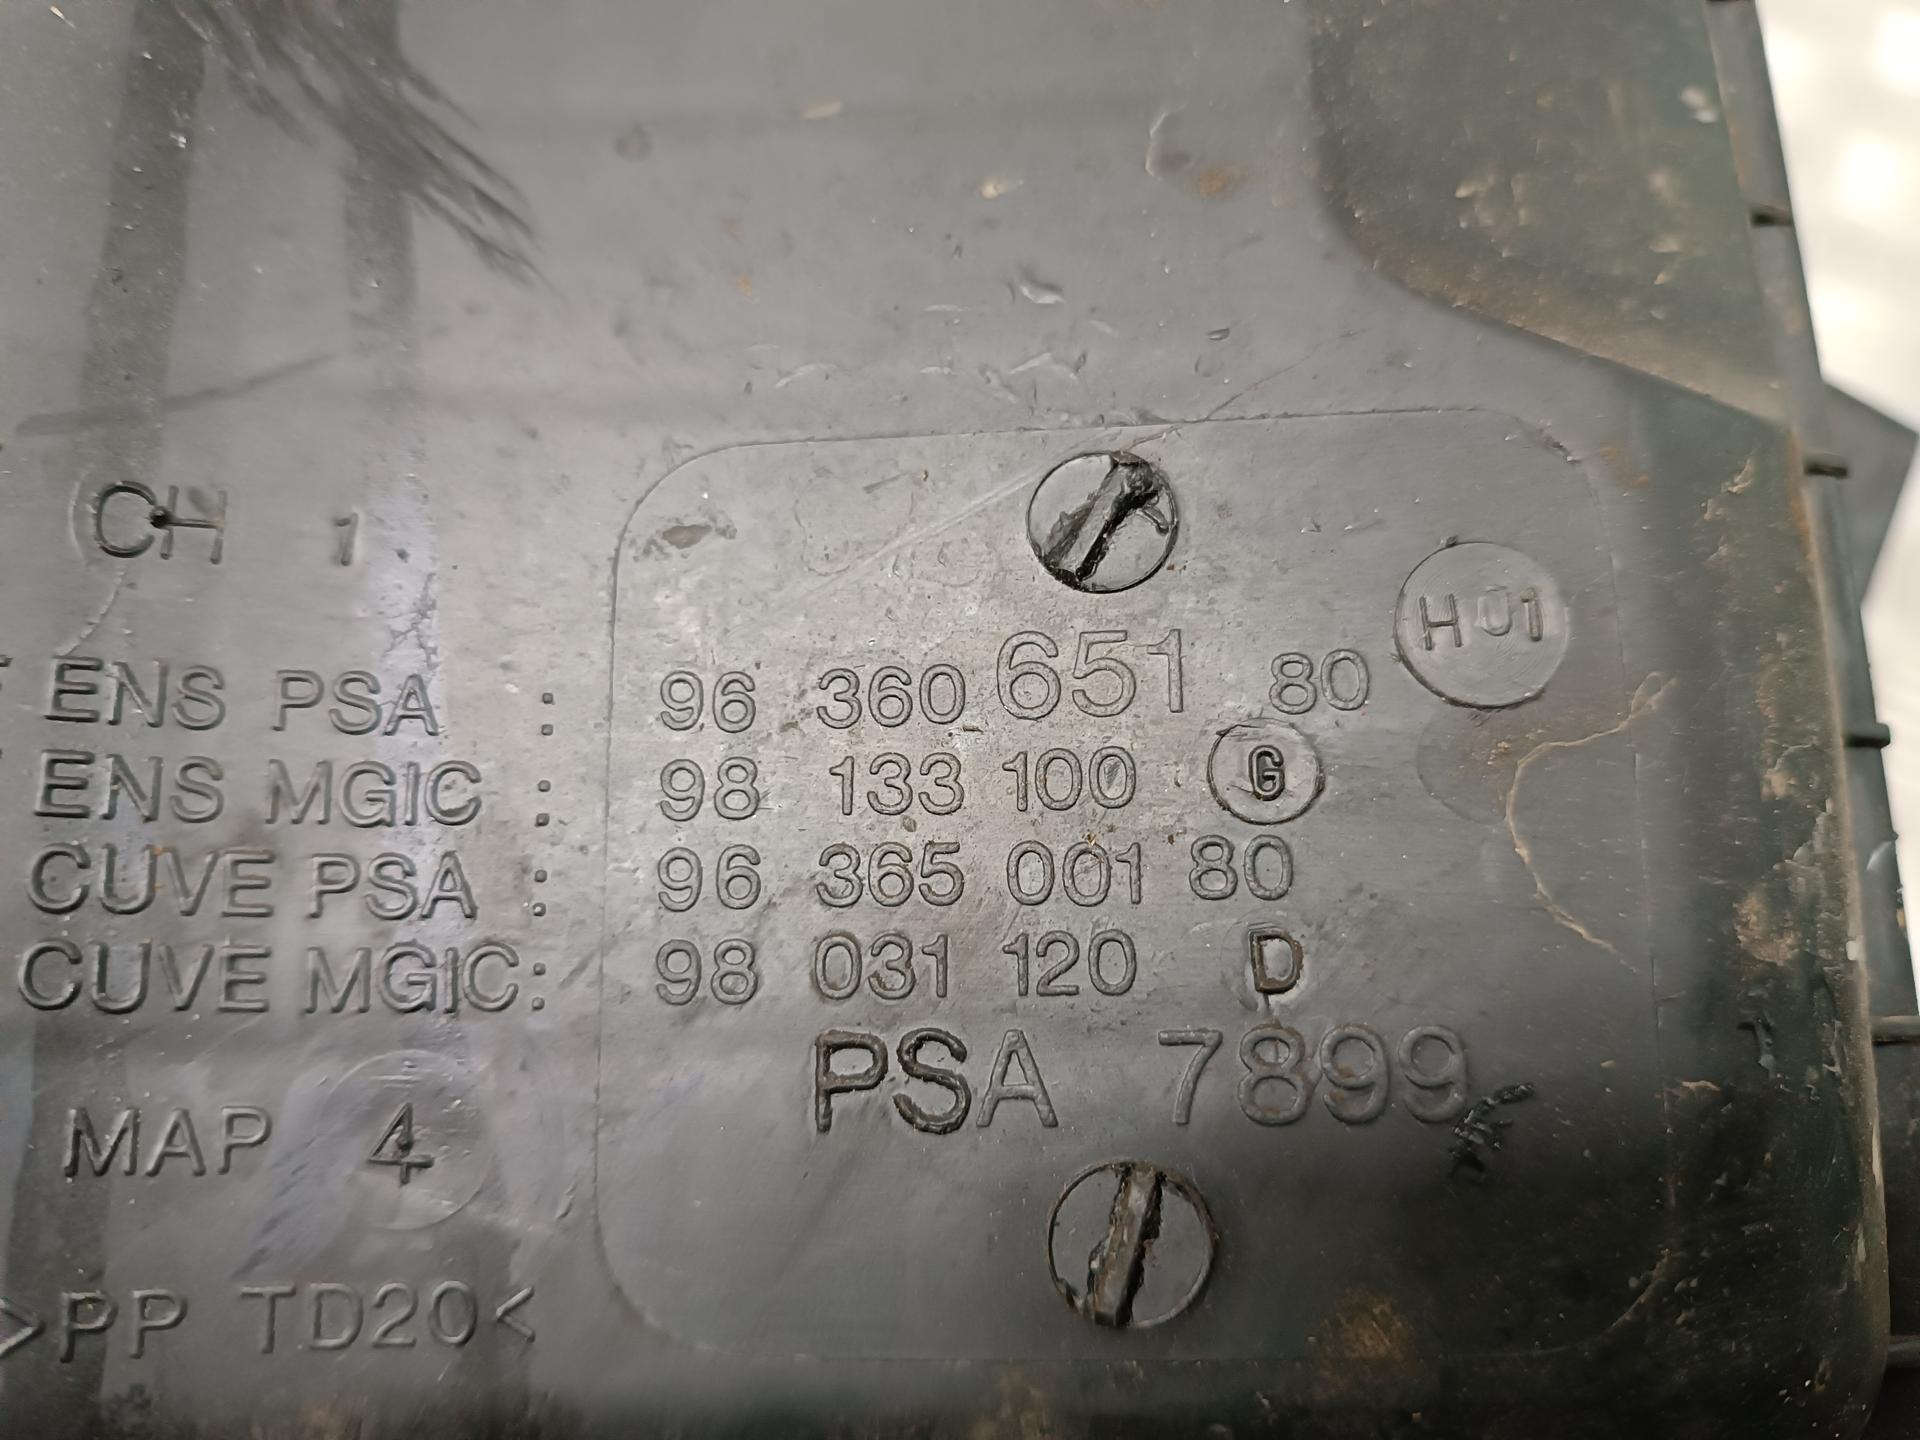 CH 1
H 01
ENS PSA : 96 360 651 80
ENS MGIC : 98 133 100 G
CUVE PSA : 96 365 001 80
CUVE MGIC: 98 031 120 D
PSA 7899
MAP 4
>PP TD20<